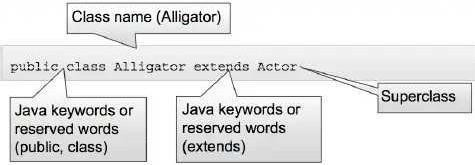 Class name (Alligator)
public class Alligator extends Actor
Java keywords or
reserved words
(public, class)
Java keywords or
reserved words
(extends)
Superclass